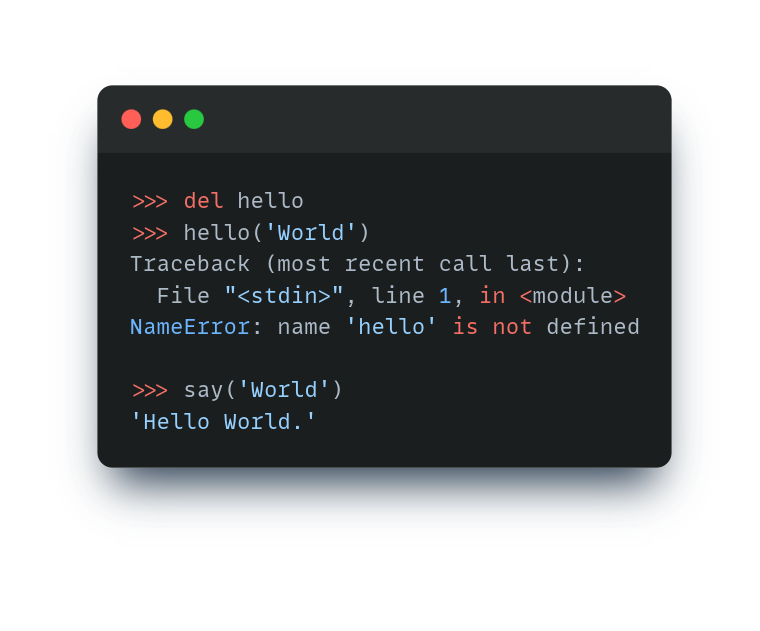 >>> del hello
>>> hello('World')
Traceback (most recent call last):
  File "<stdin>", line 1, in <module>
NameError: name 'hello' is not defined

>>> say('World')
'Hello World.'